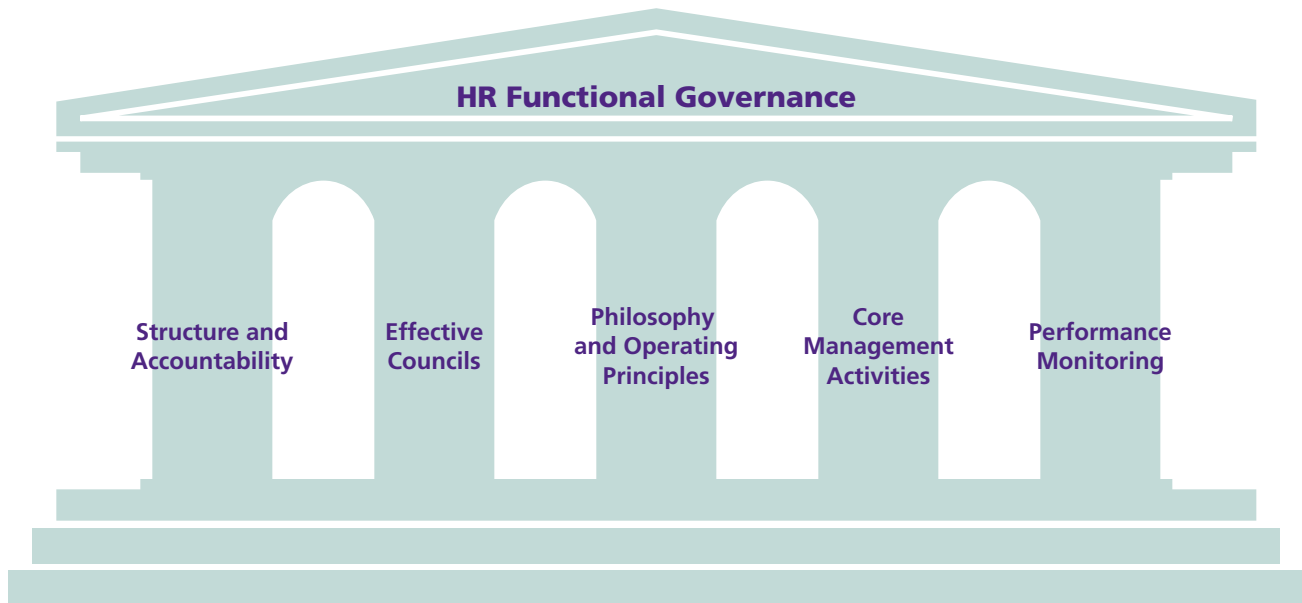 HR Functional Governance
Structure and
Accountability
Effective
Councils
Philosophy
and Operating
Principles
Core
Management
Activities
Performance
Monitoring